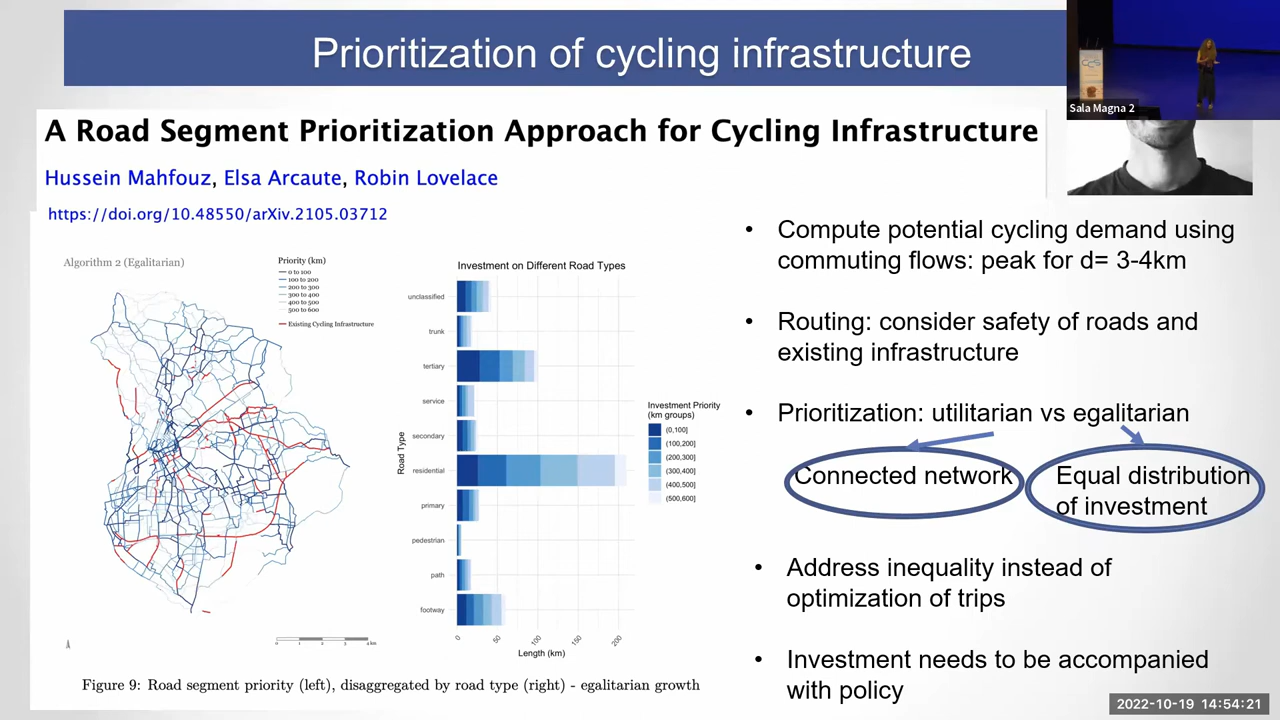 Prioritization of cycling infrastructure
Sala Magna 2
A Road Segment Prioritization Approach for Cycling Infrastructure
Hussein Mahfouz, Elsa Arcaute, Robin Lovelace
https://doi.org/10.48550/arXiv.2105.03712
Algorithm 2 (Egalitarian)
Priority (km)
0 to 100
100 to 200
200 to 300
300 to 400
400 to 500
500 to 600
Existing Cycling Infrastructure
0 1 2 3 4 km
Investment on Different Road Types
Road Type
unclassified
trunk
tertiary
service
secondary
residential
primary
pedestrian
path
footway
0 50 100 150 200
Length (km)
Investment Priority
(km groups)
(0,100]
(100,200]
(200,300]
(300,400]
(400,500]
(500,600]
Figure 9: Road segment priority (left), disaggregated by road type (right) - egalitarian growth
• Compute potential cycling demand using
commuting flows: peak for d= 3-4km
• Routing: consider safety of roads and
existing infrastructure
• Prioritization: utilitarian vs egalitarian
Connected network
Equal distribution
of investment
• Address inequality instead of
optimization of trips
• Investment needs to be accompanied
with policy
2022-10-19 14:54:21